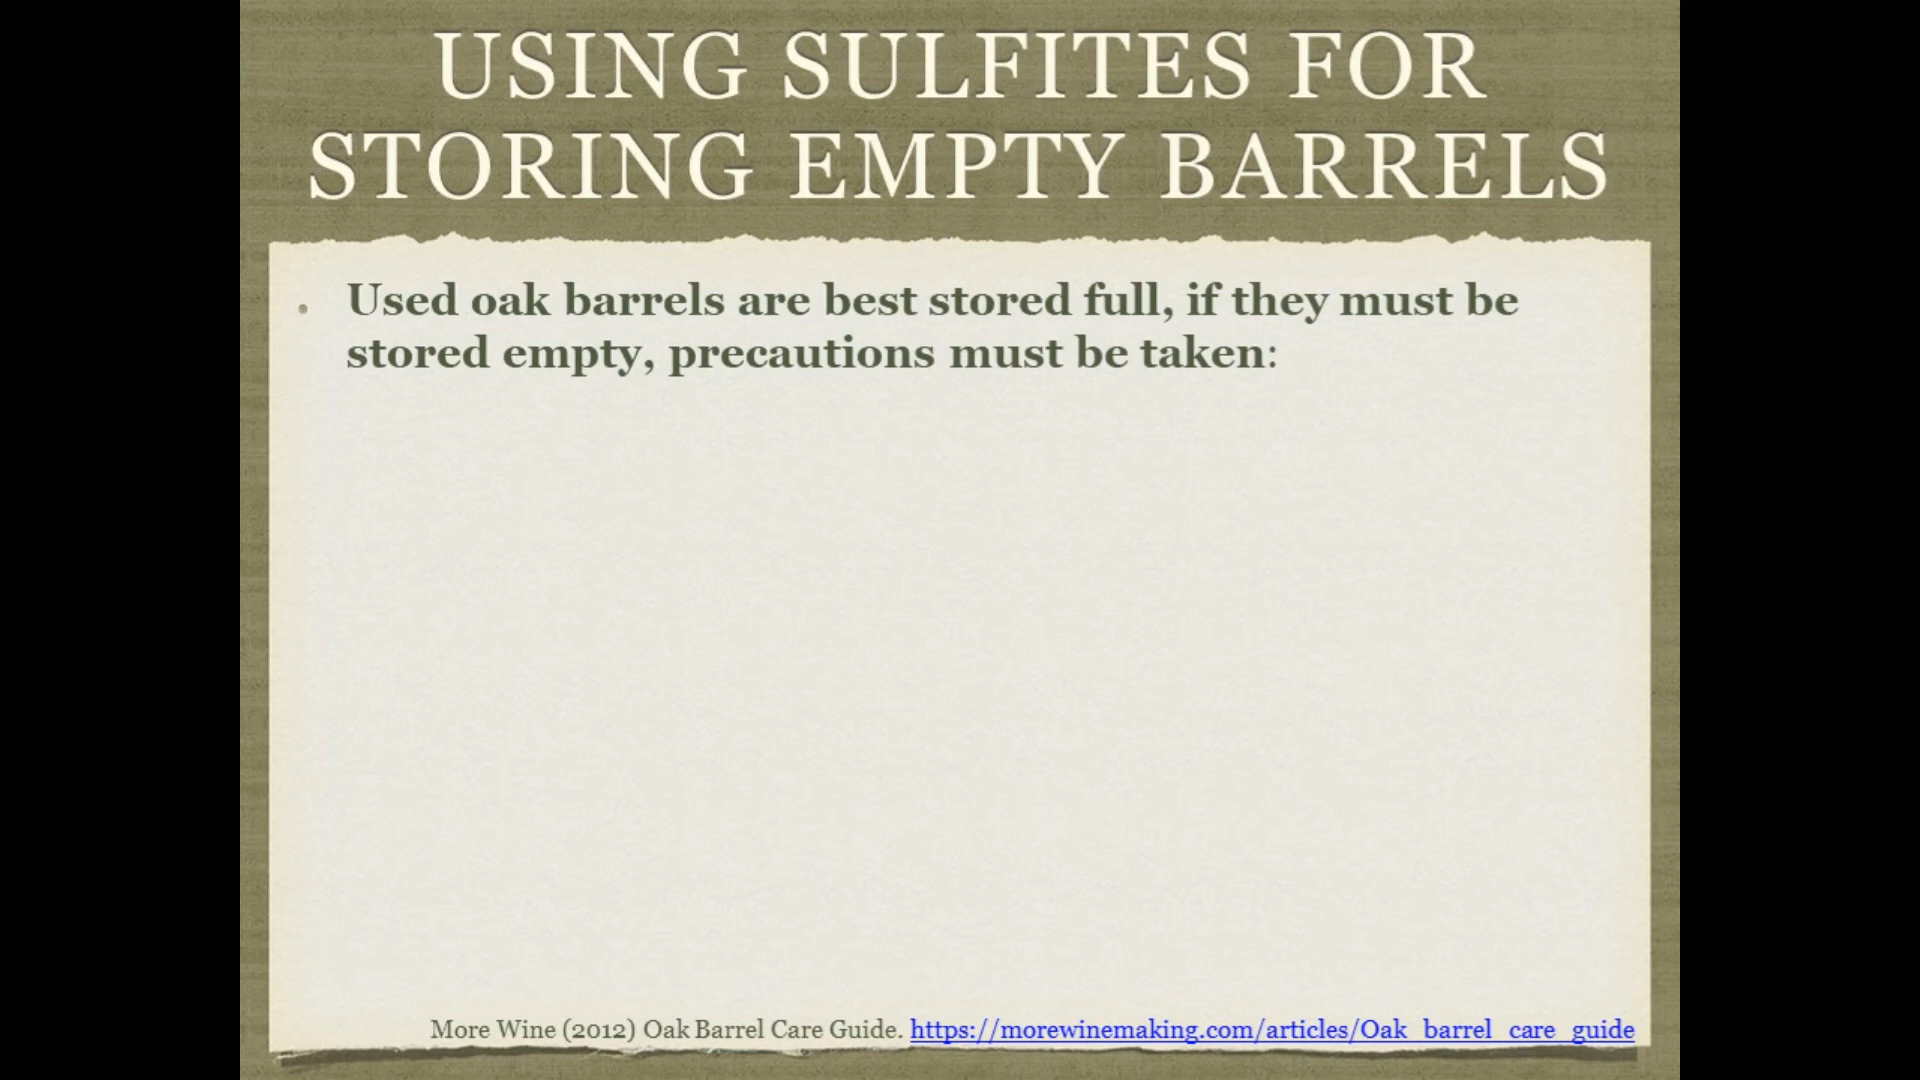 USING SULFITES FOR
STORING EMPTY BARRELS
• Used oak barrels are best stored full, if they must be
stored empty, precautions must be taken:
More Wine (2012) Oak Barrel Care Guide. https://morewinemaking.com/articles/Oak_barrel_care_guide